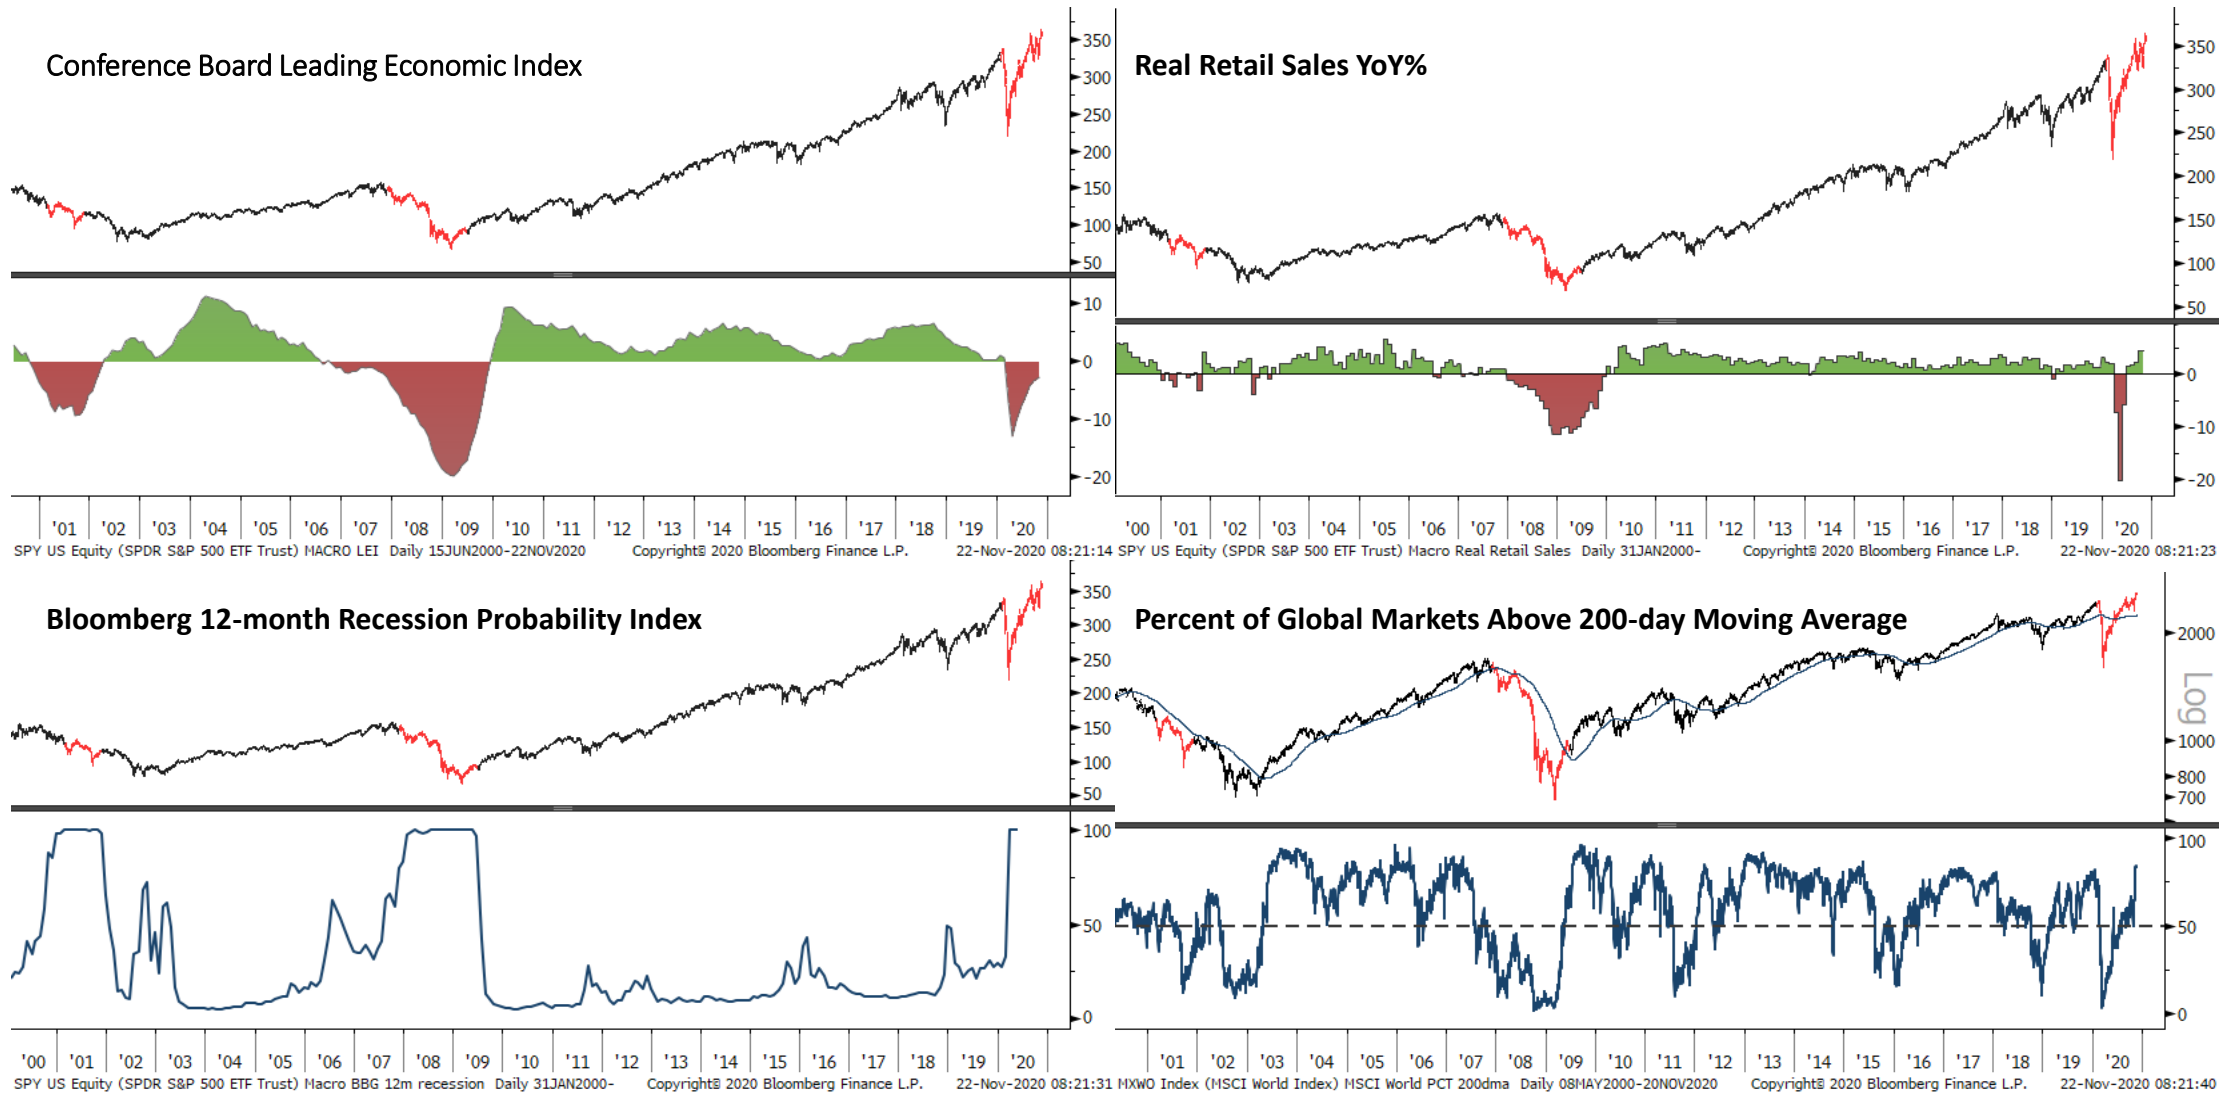 Conference Board Leading Economic Index
350
300
250
200
150
100
50
10
0
-10
-20
'01 '02 '03 '04 '05 '06 '07 '08 '09 '10 '11 '12 '13 '14 '15 '16 '17 '18 '19 '20
SPY US Equity (SPDR S&P 500 ETF Trust) MACRO LEI Daily 15JUN2000-22NOV2020 Copyright© 2020 Bloomberg Finance L.P. 22-Nov-2020 08:21:14
Real Retail Sales YoY%
350
300
250
200
150
100
50
0
-10
-20
'00 '01 '02 '03 '04 '05 '06 '07 '08 '09 '10 '11 '12 '13 '14 '15 '16 '17 '18 '19 '20
SPY US Equity (SPDR S&P 500 ETF Trust) Macro Real Retail Sales Daily 31JAN2000- Copyright© 2020 Bloomberg Finance L.P. 22-Nov-2020 08:21:23
Bloomberg 12-month Recession Probability Index
350
300
250
200
150
100
50
100
50
0
'00 '01 '02 '03 '04 '05 '06 '07 '08 '09 '10 '11 '12 '13 '14 '15 '16 '17 '18 '19 '20
SPY US Equity (SPDR S&P 500 ETF Trust) Macro BBG 12m recession Daily 31JAN2000- Copyright© 2020 Bloomberg Finance L.P. 22-Nov-2020 08:21:31
Percent of Global Markets Above 200-day Moving Average
2000
Log
1000
800
700
100
50
0
'01 '02 '03 '04 '05 '06 '07 '08 '09 '10 '11 '12 '13 '14 '15 '16 '17 '18 '19 '20
MXWO Index (MSCI World Index) MSCI World PCT 200dma Daily 08MAY2000-20NOV2020 Copyright© 2020 Bloomberg Finance L.P. 22-Nov-2020 08:21:40